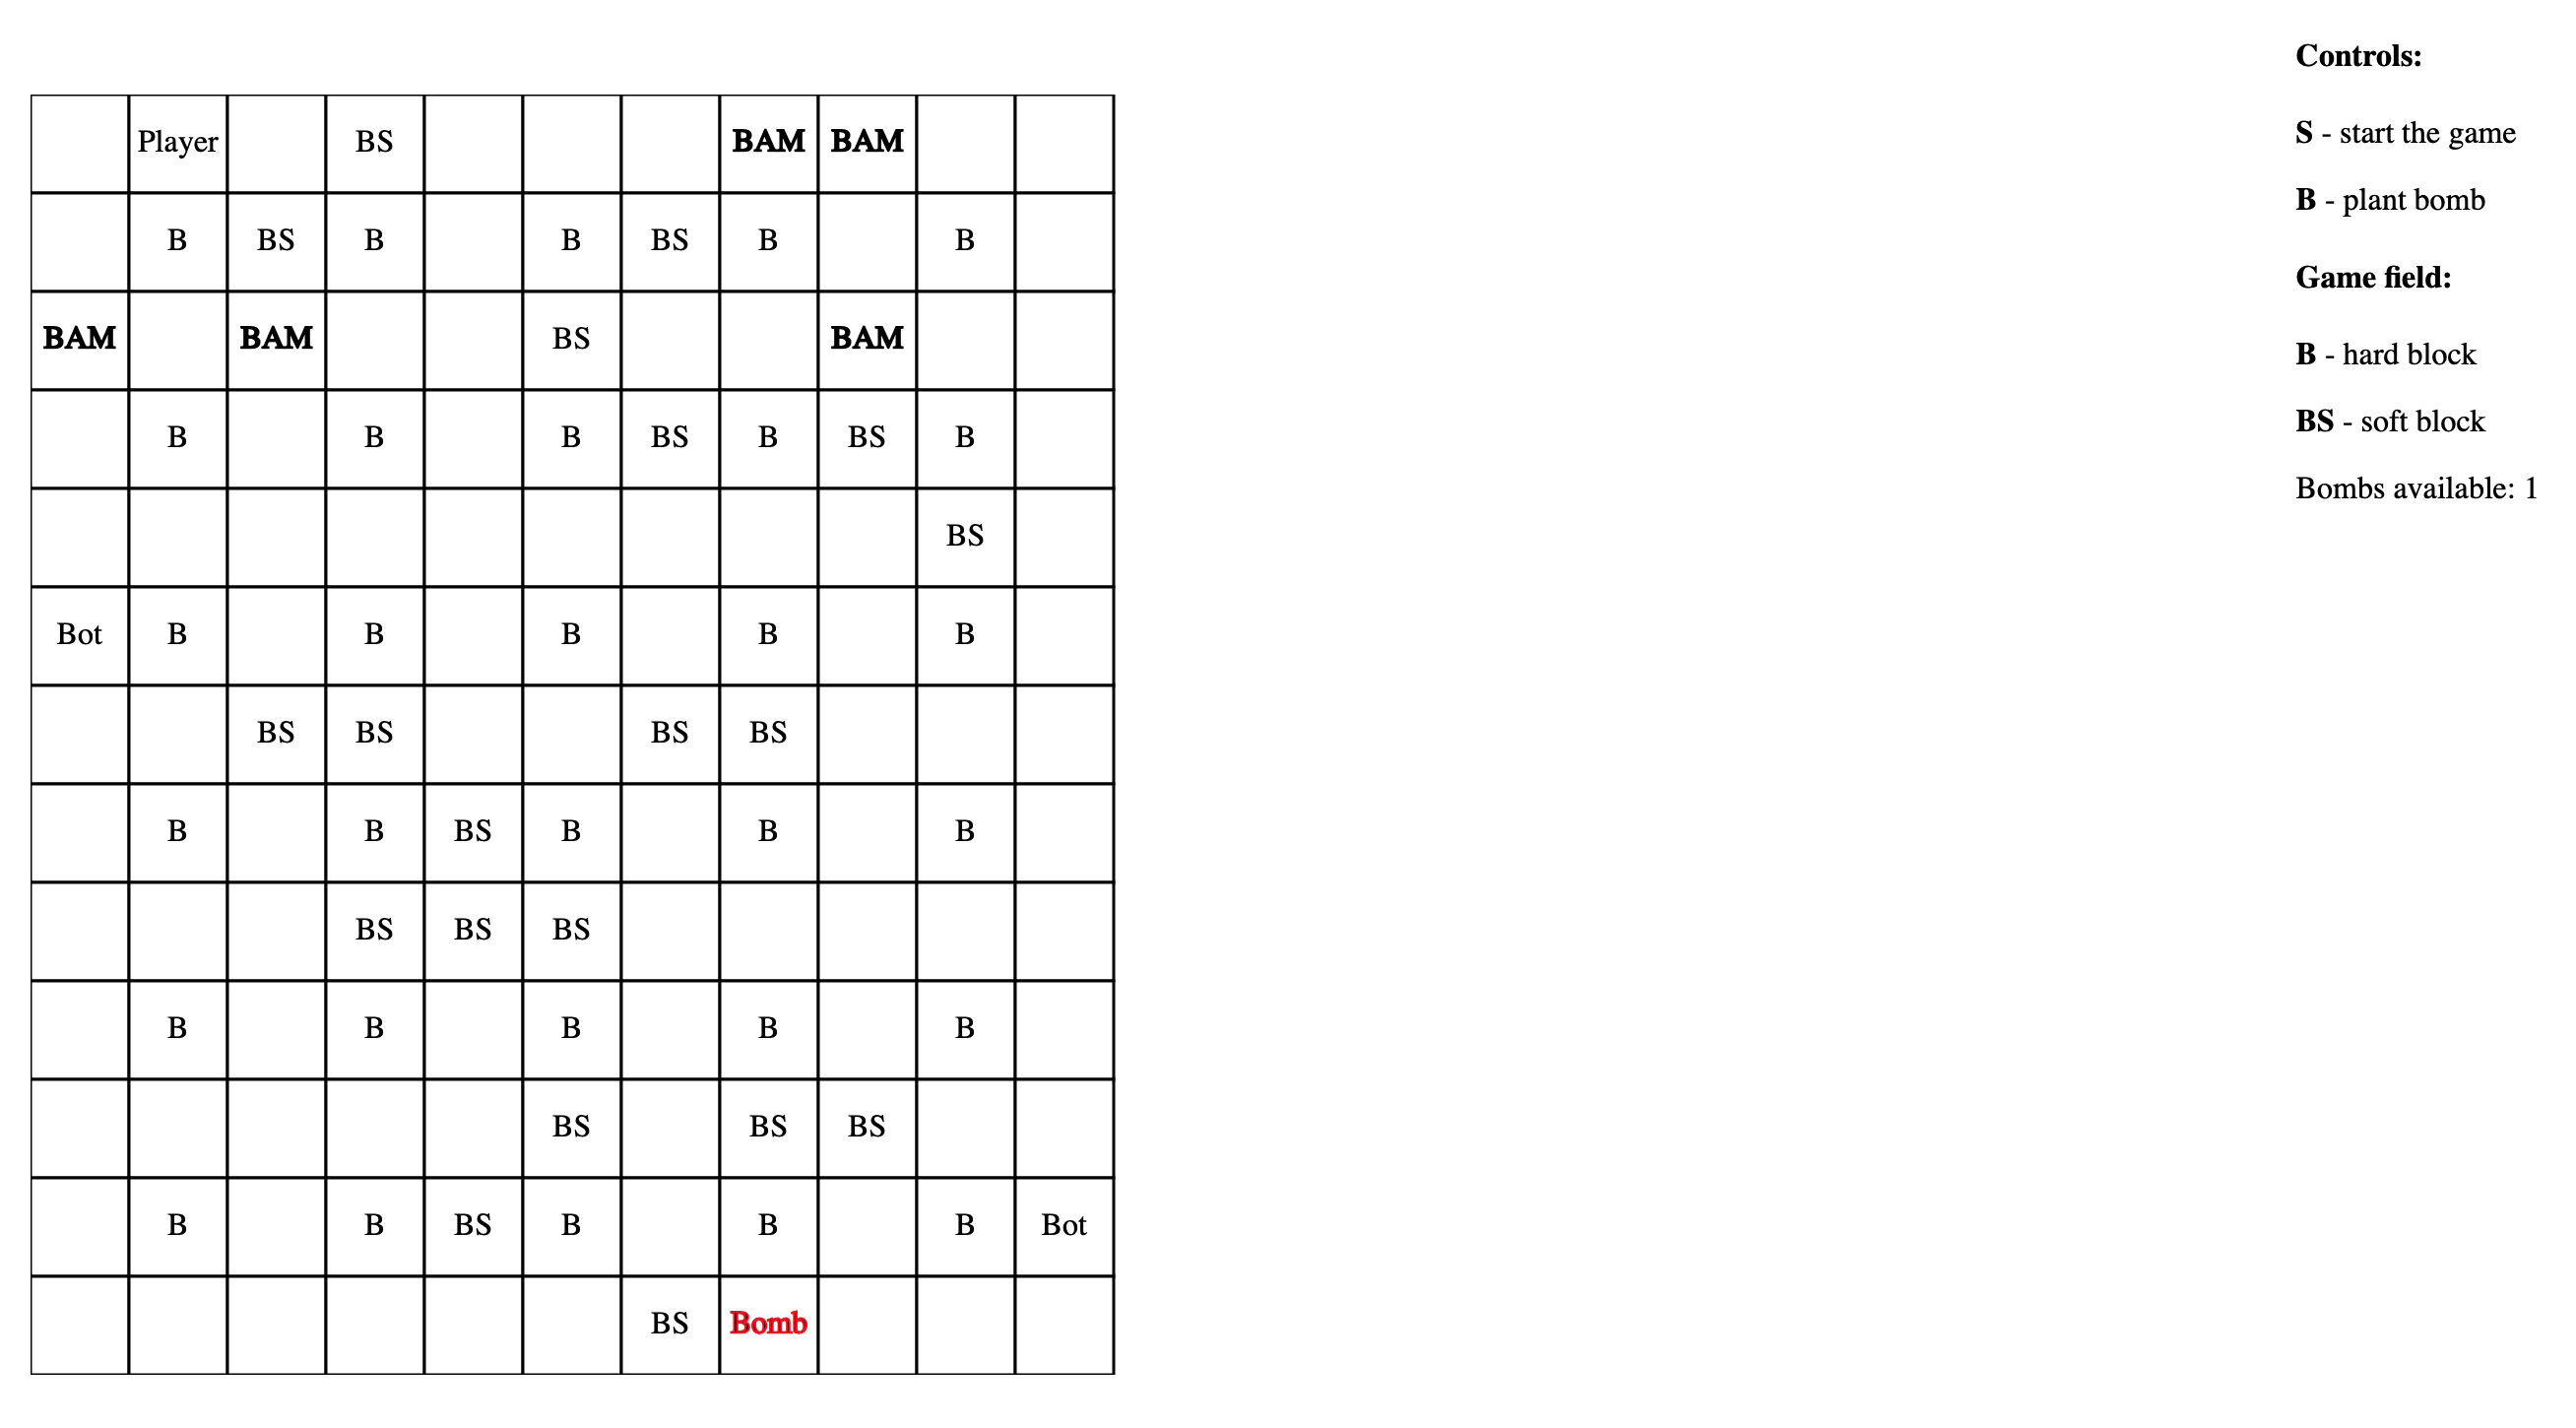 Player BS BAM BAM
B BS B B BS B B
BAM BAM BS BAM
B B B BS B BS B
BS
Bot B B B B B
BS BS BS BS
B B BS B B B
BS BS BS
B B B B B
BS BS BS
B B BS B B B Bot
BS Bomb
Controls:
S - start the game
B - plant bomb
Game field:
B - hard block
BS - soft block
Bombs available: 1